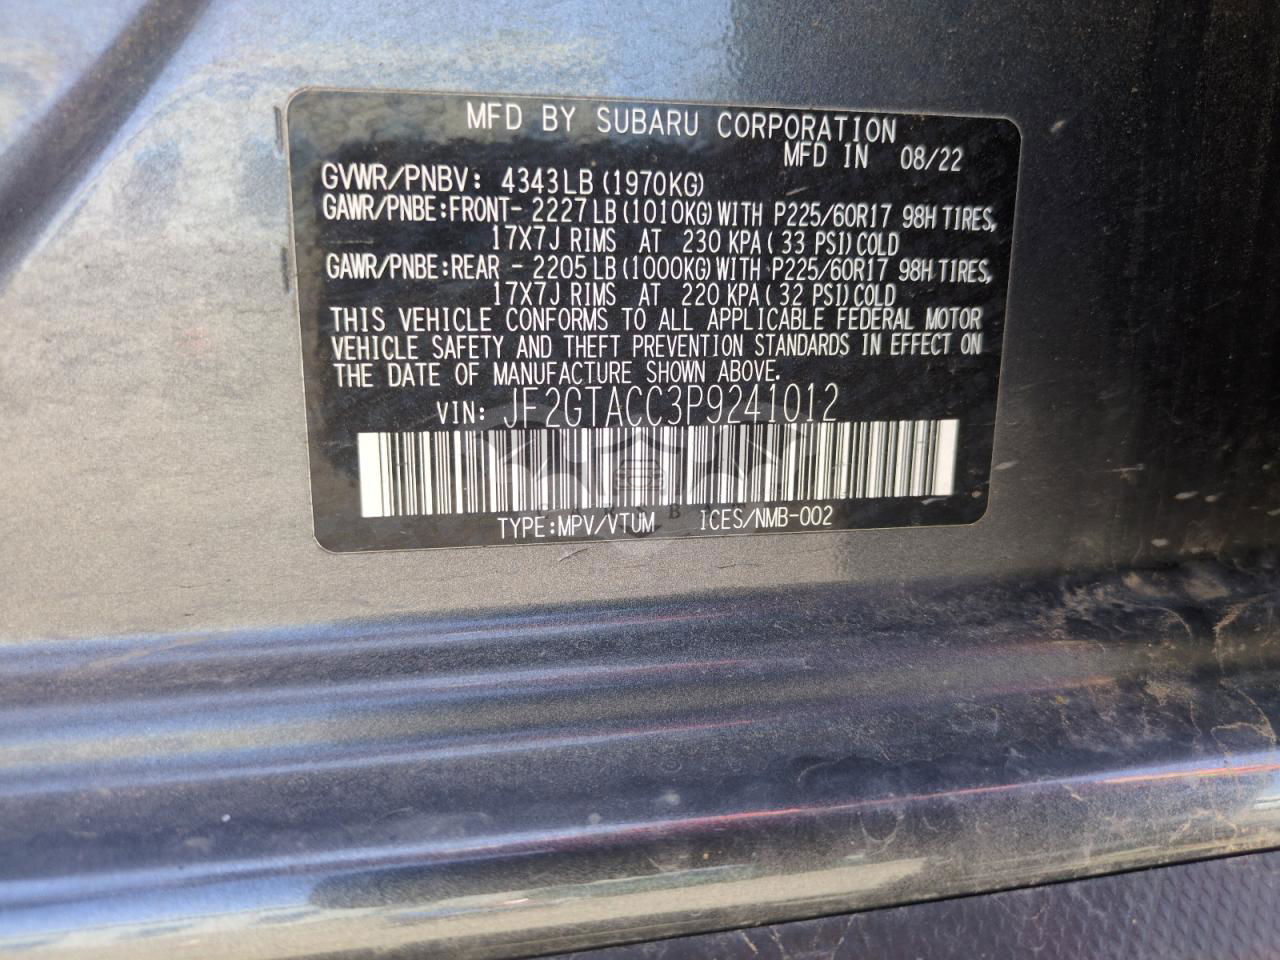 MFD BY SUBARU CORPORATION
MFD IN 08/22
GVWR/PNBV: 4343LB (1970KG)
GAWR/PNBE:FRONT- 2227LB (1010KG) WITH P225/60R17 98H TIRES,
17X7J RIMS AT 230 KPA ( 33 PSI) COLD
GAWR/PNBE:REAR - 2205LB (1000KG) WITH P225/60R17 98H TIRES,
17X7J RIMS AT 220 KPA ( 32 PSI) COLD
THIS VEHICLE CONFORMS TO ALL APPLICABLE FEDERAL MOTOR
VEHICLE SAFETY AND THEFT PREVENTION STANDARDS IN EFFECT ON
THE DATE OF MANUFACTURE SHOWN ABOVE.
VIN: JF2GTACC3P9241012
TYPE:MPV/VTUM ICES/NMB-002